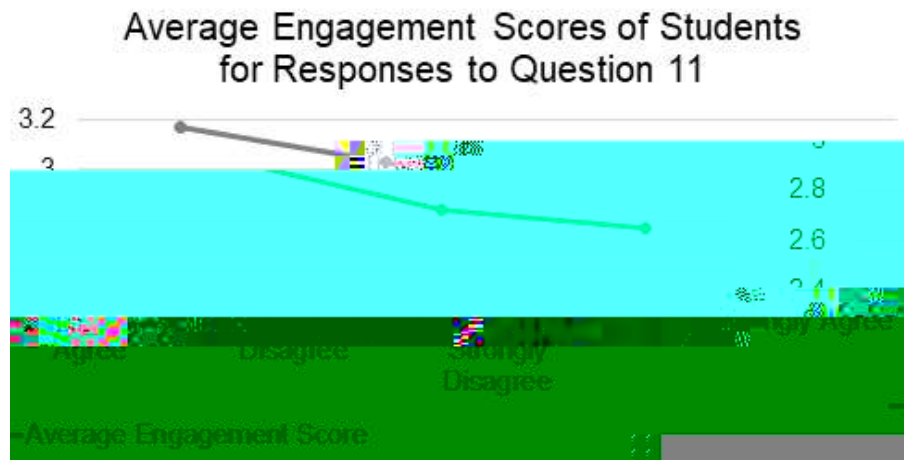 Average Engagement Scores of Students
for Responses to Question 11
3.2
2.8
2.6
Agree
Disagree
Strongly
Disagree
Agree
Average Engagement Score